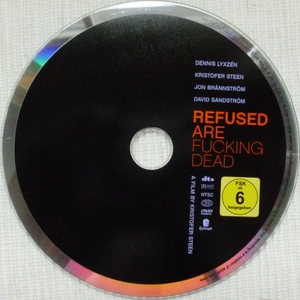 DENNIS LYXZÉN
KRISTOFER STEEN
JON BRÄNNSTRÖM
DAVID SANDSTRÖM
REFUSED
ARE
FUCKING
DEAD
A FILM BY KRISTOFER STEEN
dts
NTSC
DVD
Epitaph
FSK
ab
6
freigegeben